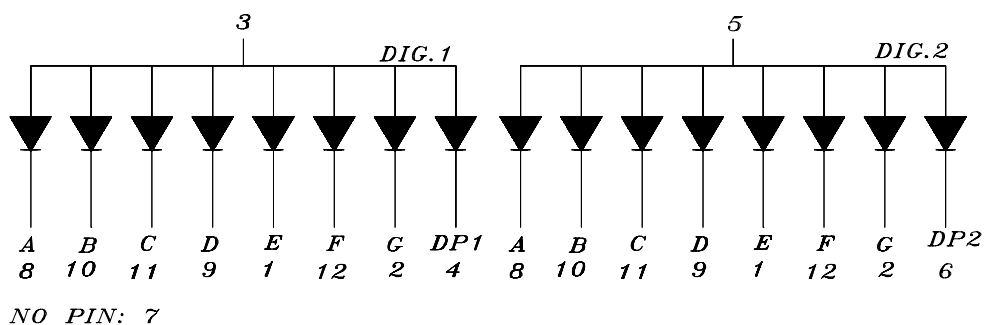 3 5
DIG.1 DIG.2
A B C D E F G DP1 A B C D E F G DP2
8 10 11 9 1 12 2 4 8 10 11 9 1 12 2 6
NO PIN: 7